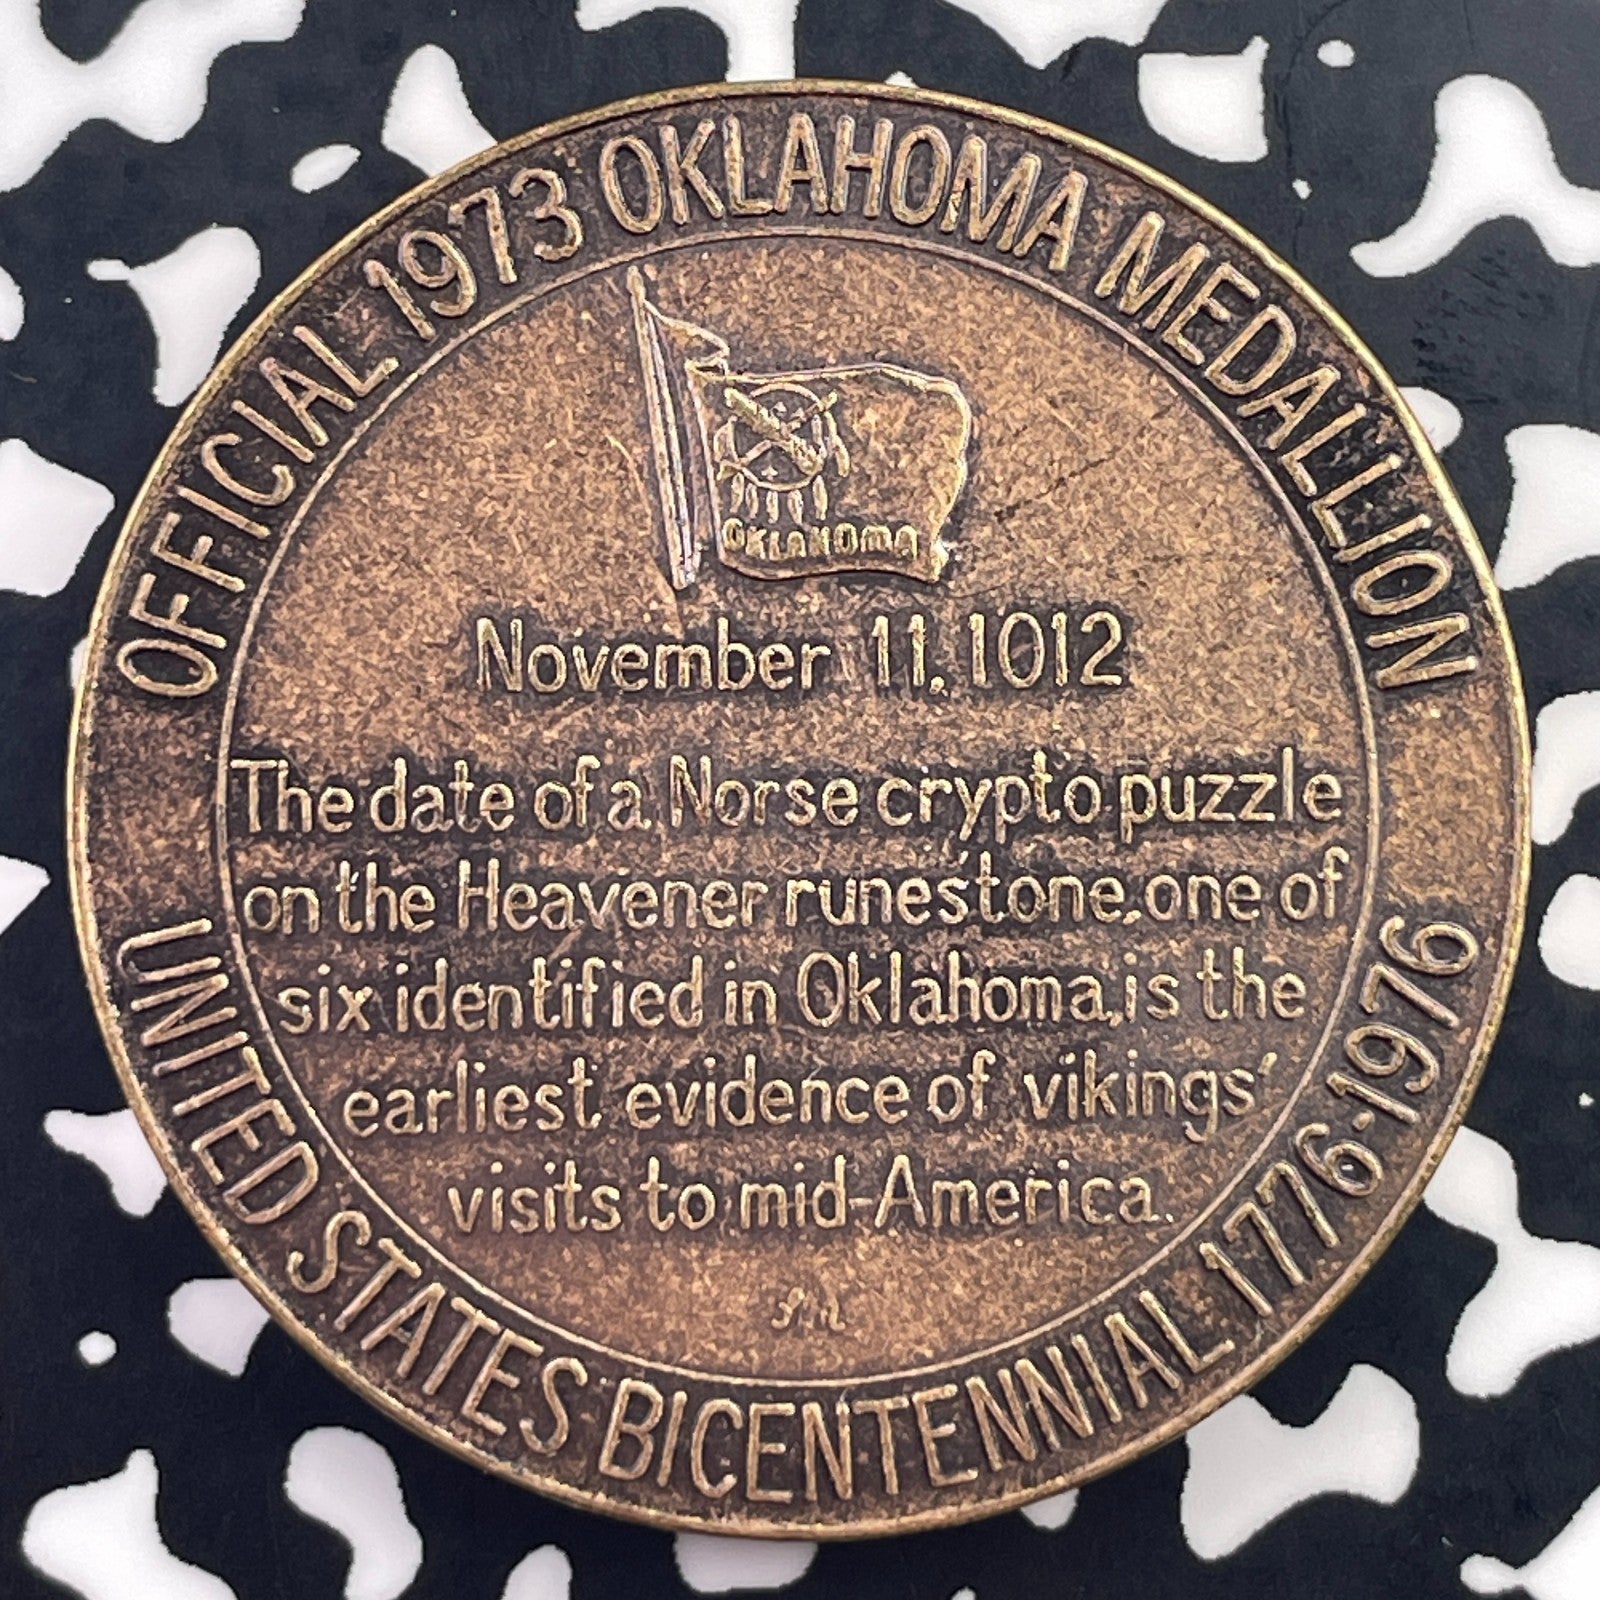 OFFICIAL 1973 OKLAHOMA MEDALLION
OKLAHOMA
November 11, 1012
The date of a Norse crypto puzzle
on the Heavener runestone, one of
six identified in Oklahoma, is the
earliest evidence of vikings'
visits to mid-America.
UNITED STATES BICENTENNIAL 1776-1976